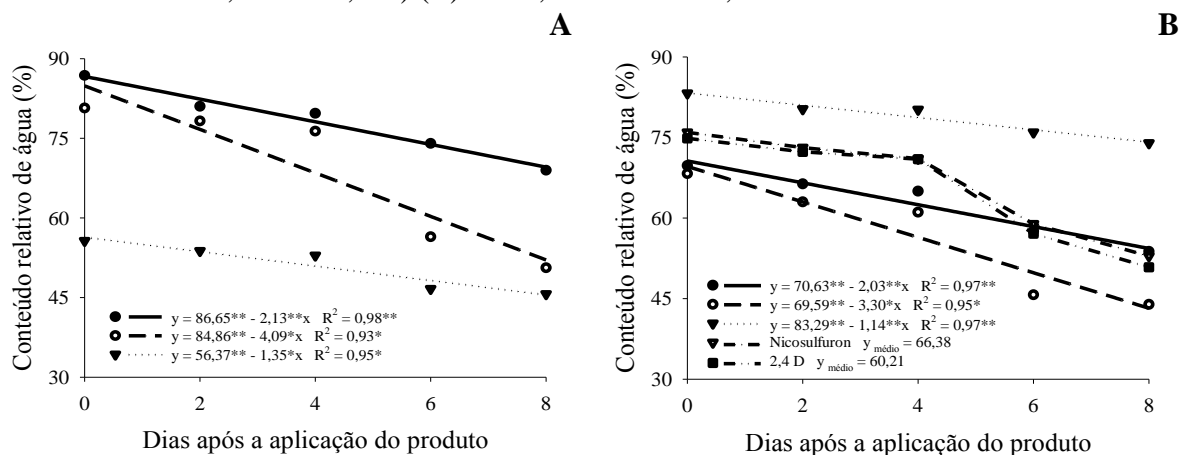 A
B
Conteúdo relativo de água (%)
90
75
60
45
30
y = 86,65** - 2,13**x R² = 0,98**
y = 84,86** - 4,09*x R² = 0,93*
y = 56,37** - 1,35*x R² = 0,95*
0 2 4 6 8
Dias após a aplicação do produto
Conteúdo relativo de água (%)
90
75
60
45
30
y = 70,63** - 2,03**x R² = 0,97**
y = 69,59** - 3,30*x R² = 0,95*
y = 83,29** - 1,14**x R² = 0,97**
Nicosulfuron y médio = 66,38
2,4 D y médio = 60,21
0 2 4 6 8
Dias após a aplicação do produto